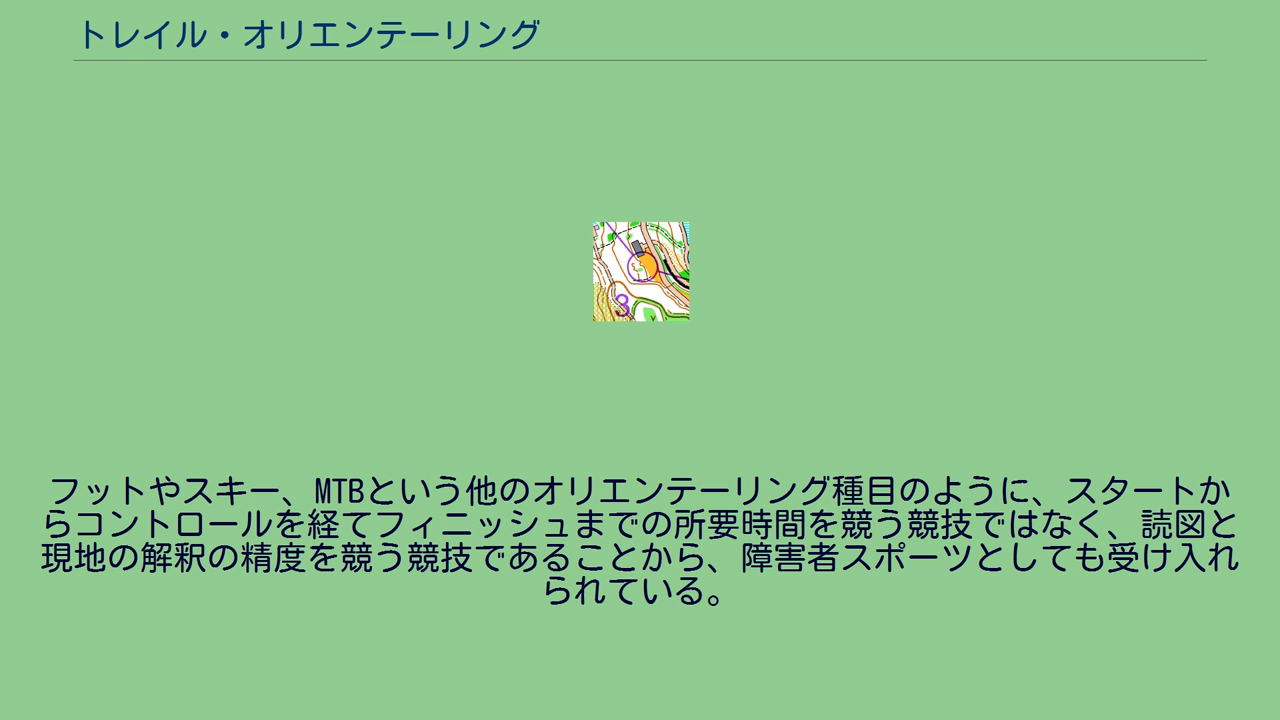 トレイル・オリエンテーリング
3
フットやスキー、MTBという他のオリエンテーリング種目のように、スタートか
らコントロールを経てフィニッシュまでの所要時間を競う競技ではなく、読図と
現地の解釈の精度を競う競技であることから、障害者スポーツとしても受け入れ
られている。